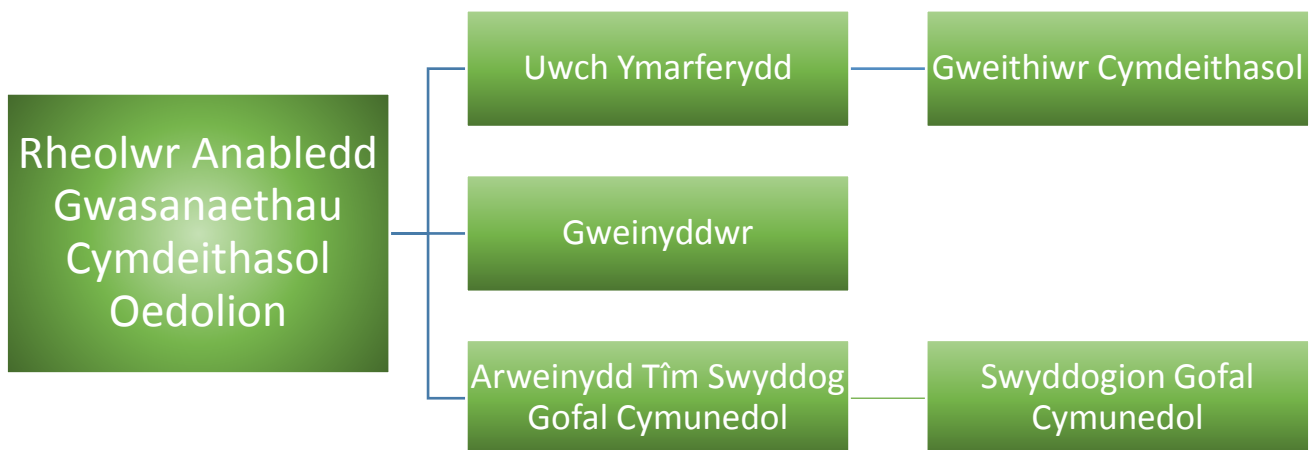 Rheolwr Anabledd
Gwasanaethau
Cymdeithasol
Oedolion
Uwch Ymarferydd
Gweithiwr Cymdeithasol
Gweinyddwr
Arweinydd Tîm Swyddog
Gofal Cymunedol
Swyddogion Gofal
Cymunedol